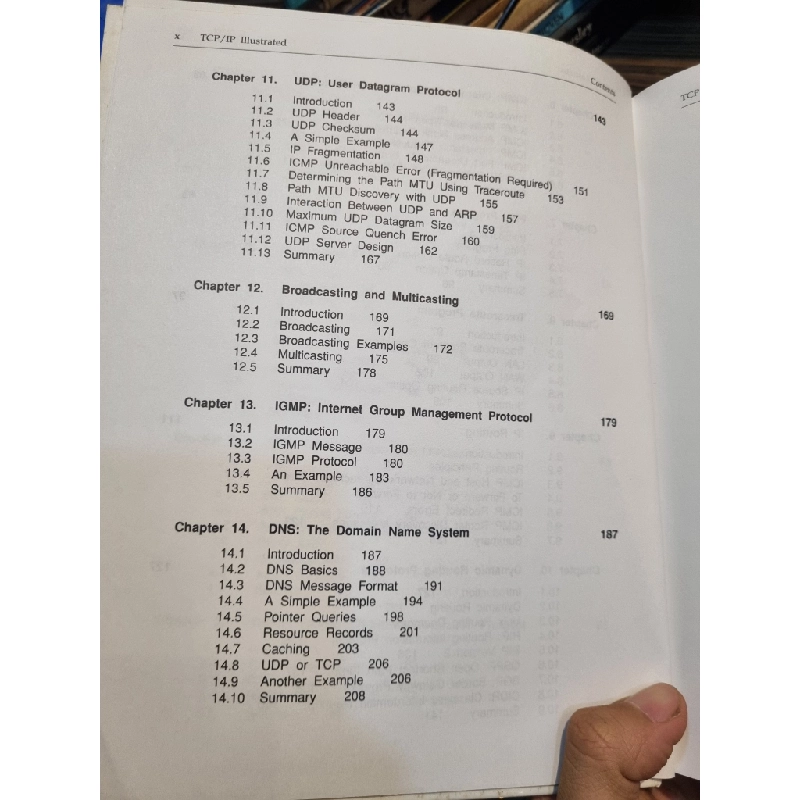 x TCP/IP Illustrated
Contents
Chapter 11. UDP: User Datagram Protocol 143
11.1 Introduction 143
11.2 UDP Header 144
11.3 UDP Checksum 144
11.4 A Simple Example 147
11.5 IP Fragmentation 148
11.6 ICMP Unreachable Error (Fragmentation Required) 151
11.7 Determining the Path MTU Using Traceroute 153
11.8 Path MTU Discovery with UDP 155
11.9 Interaction Between UDP and ARP 157
11.10 Maximum UDP Datagram Size 159
11.11 ICMP Source Quench Error 160
11.12 UDP Server Design 162
11.13 Summary 167
Chapter 12. Broadcasting and Multicasting 169
12.1 Introduction 169
12.2 Broadcasting 171
12.3 Broadcasting Examples 172
12.4 Multicasting 175
12.5 Summary 178
Chapter 13. IGMP: Internet Group Management Protocol 179
13.1 Introduction 179
13.2 IGMP Message 180
13.3 IGMP Protocol 180
13.4 An Example 183
13.5 Summary 186
Chapter 14. DNS: The Domain Name System 187
14.1 Introduction 187
14.2 DNS Basics 188
14.3 DNS Message Format 191
14.4 A Simple Example 194
14.5 Pointer Queries 198
14.6 Resource Records 201
14.7 Caching 203
14.8 UDP or TCP 206
14.9 Another Example 206
14.10 Summary 208